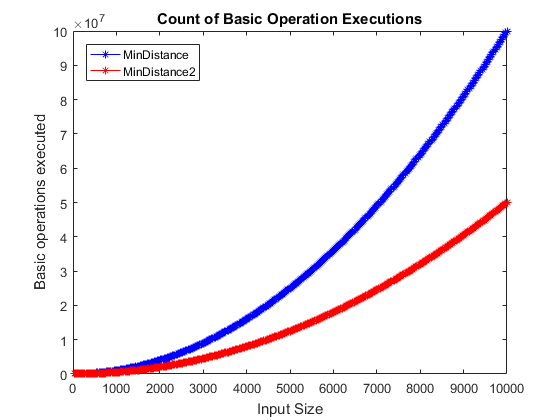 Count of Basic Operation Executions
×10^7
MinDistance
MinDistance2
10
9
8
7
6
5
4
3
2
1
0
Basic operations executed
0 1000 2000 3000 4000 5000 6000 7000 8000 9000 10000
Input Size